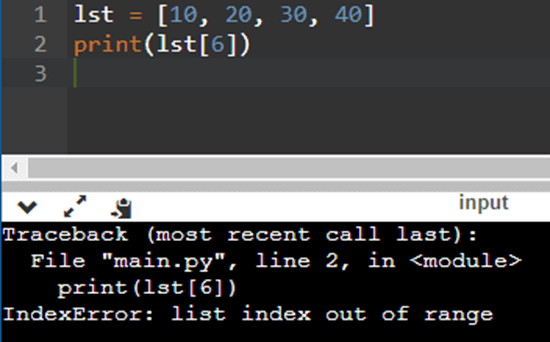 1 lst = [10, 20, 30, 40]
2 print(lst[6])
3
input
Traceback (most recent call last):
  File "main.py", line 2, in <module>
    print(lst[6])
IndexError: list index out of range